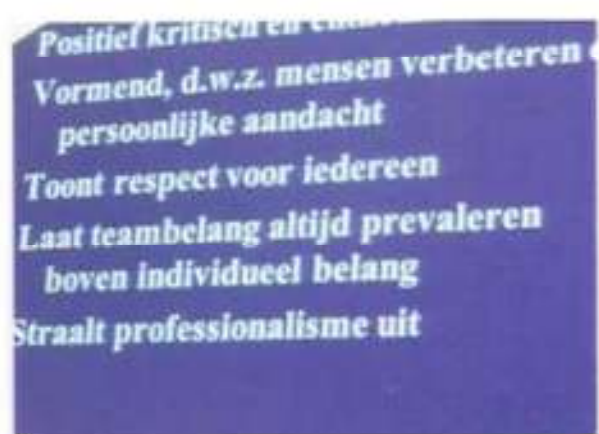 Positief kritisch en
Vormend, d.w.z. mensen verbeteren
persoonlijke aandacht
Toont respect voor iedereen
Laat teambelang altijd prevaleren
boven individueel belang
Straalt professionalisme uit